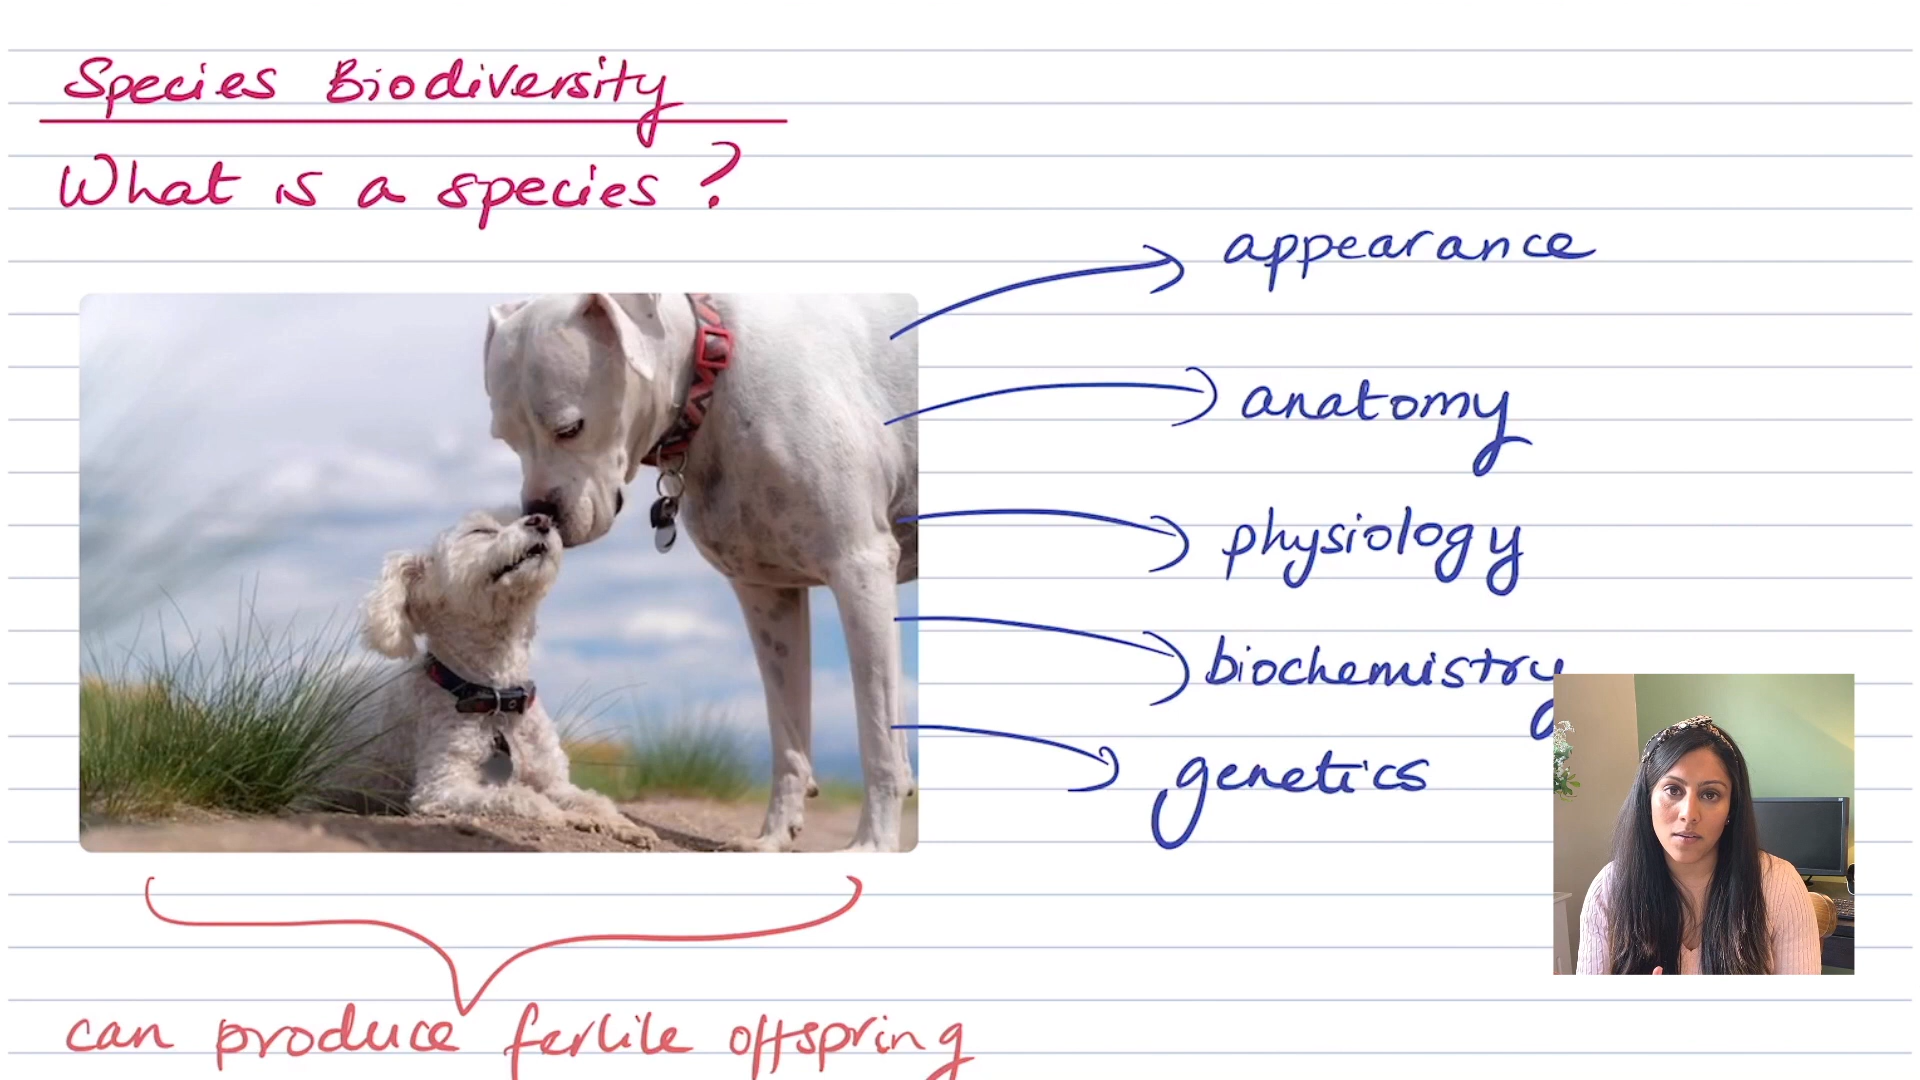 Species Biodiversity
What is a species?
appearance
anatomy
physiology
biochemistry
genetics
can produce fertile offspring